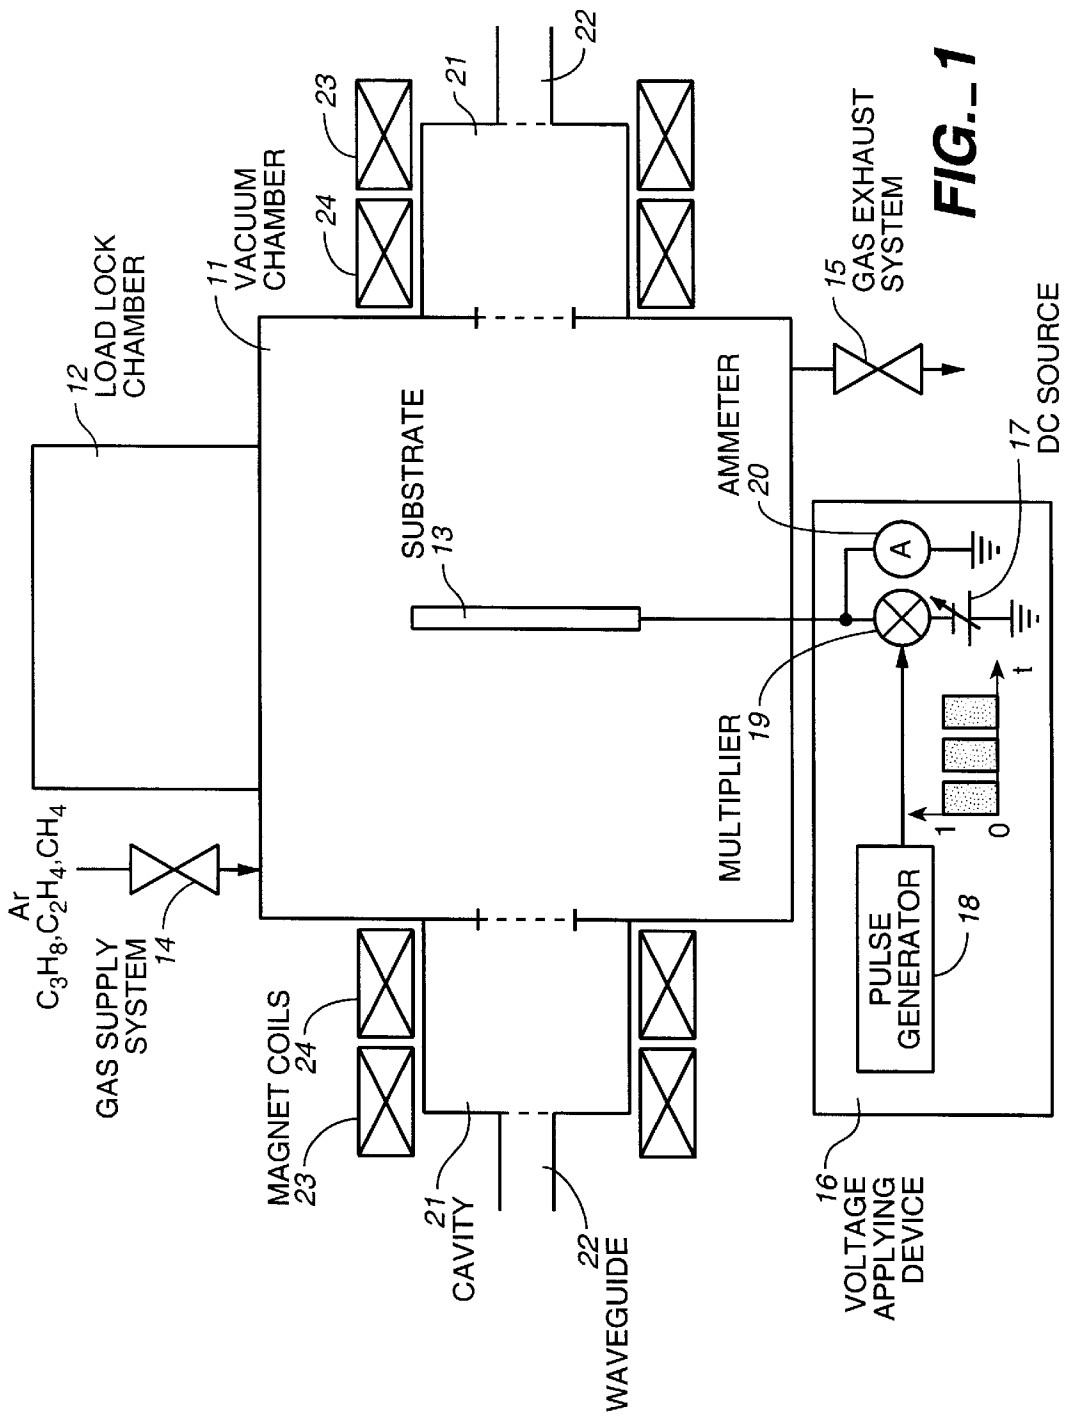 Ar
C3H8,C2H4,CH4
GAS SUPPLY
SYSTEM
14
12
LOAD LOCK
CHAMBER
11
VACUUM
CHAMBER
MAGNET COILS
23
24
24
23
SUBSTRATE
13
21
CAVITY
21
22
WAVEGUIDE
22
MULTIPLIER
19
AMMETER
20
15
GAS EXHAUST
SYSTEM
16
VOLTAGE
APPLYING
DEVICE
PULSE
GENERATOR
18
1
0
t
A
17
DC SOURCE
FIG._1